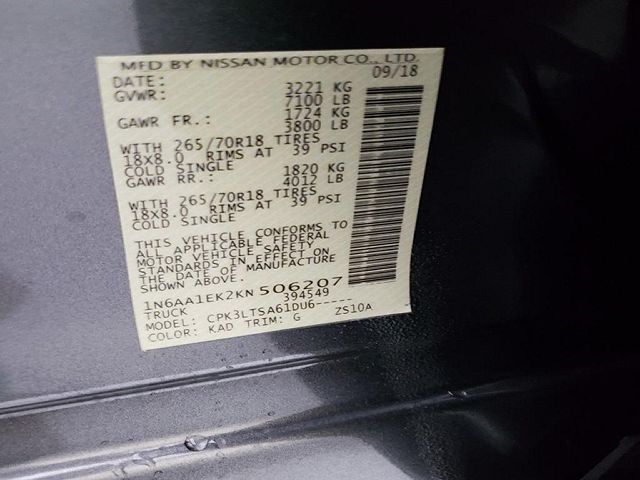 MFD BY NISSAN MOTOR CO., LTD.
DATE: 09/18
GVWR: 3221 KG
7100 LB
GAWR FR.: 1724 KG
3800 LB
WITH 265/70R18 TIRES
18X8.0 RIMS AT 39 PSI
COLD SINGLE
GAWR RR.: 1820 KG
4012 LB
WITH 265/70R18 TIRES
18X8.0 RIMS AT 39 PSI
COLD SINGLE
THIS VEHICLE CONFORMS TO
ALL APPLICABLE FEDERAL
MOTOR VEHICLE SAFETY
STANDARDS IN EFFECT ON
THE DATE OF MANUFACTURE
SHOWN ABOVE.
1N6AA1EK2KN506207
TRUCK 394549
MODEL: CPK3LTSA61DU6-----
COLOR: KAD TRIM: G ZS10A